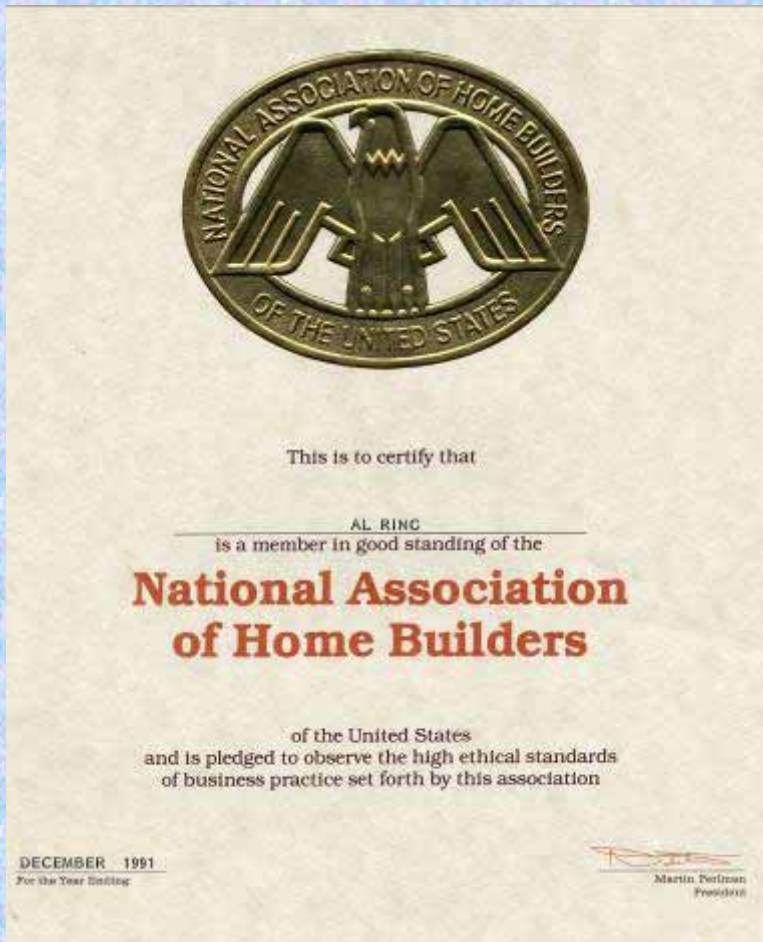 NATIONAL ASSOCIATION OF HOME BUILDERS
OF THE UNITED STATES
This is to certify that
AL RING
is a member in good standing of the
National Association
of Home Builders
of the United States
and is pledged to observe the high ethical standards
of business practice set forth by this association
DECEMBER 1991
For the Year Ending
Martin Perlman
President